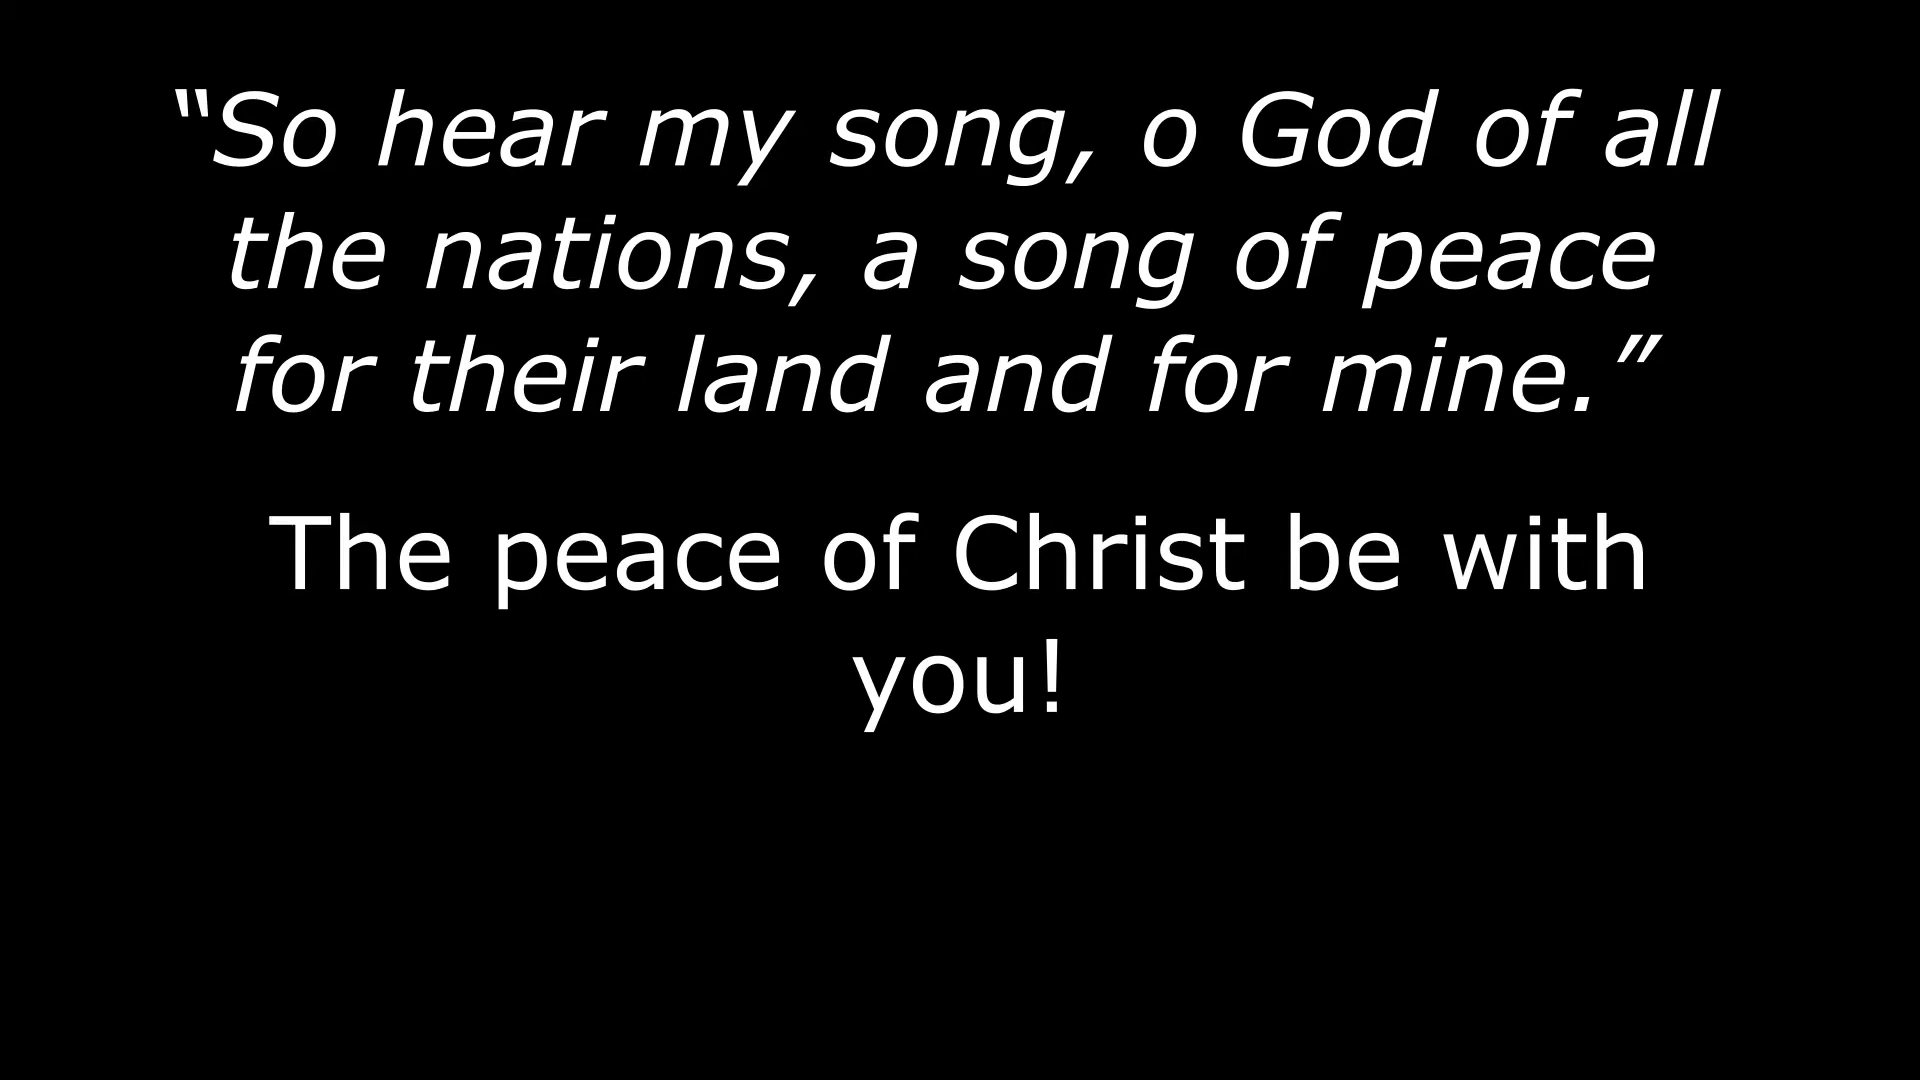 “So hear my song, o God of all
the nations, a song of peace
for their land and for mine.”
The peace of Christ be with
you!